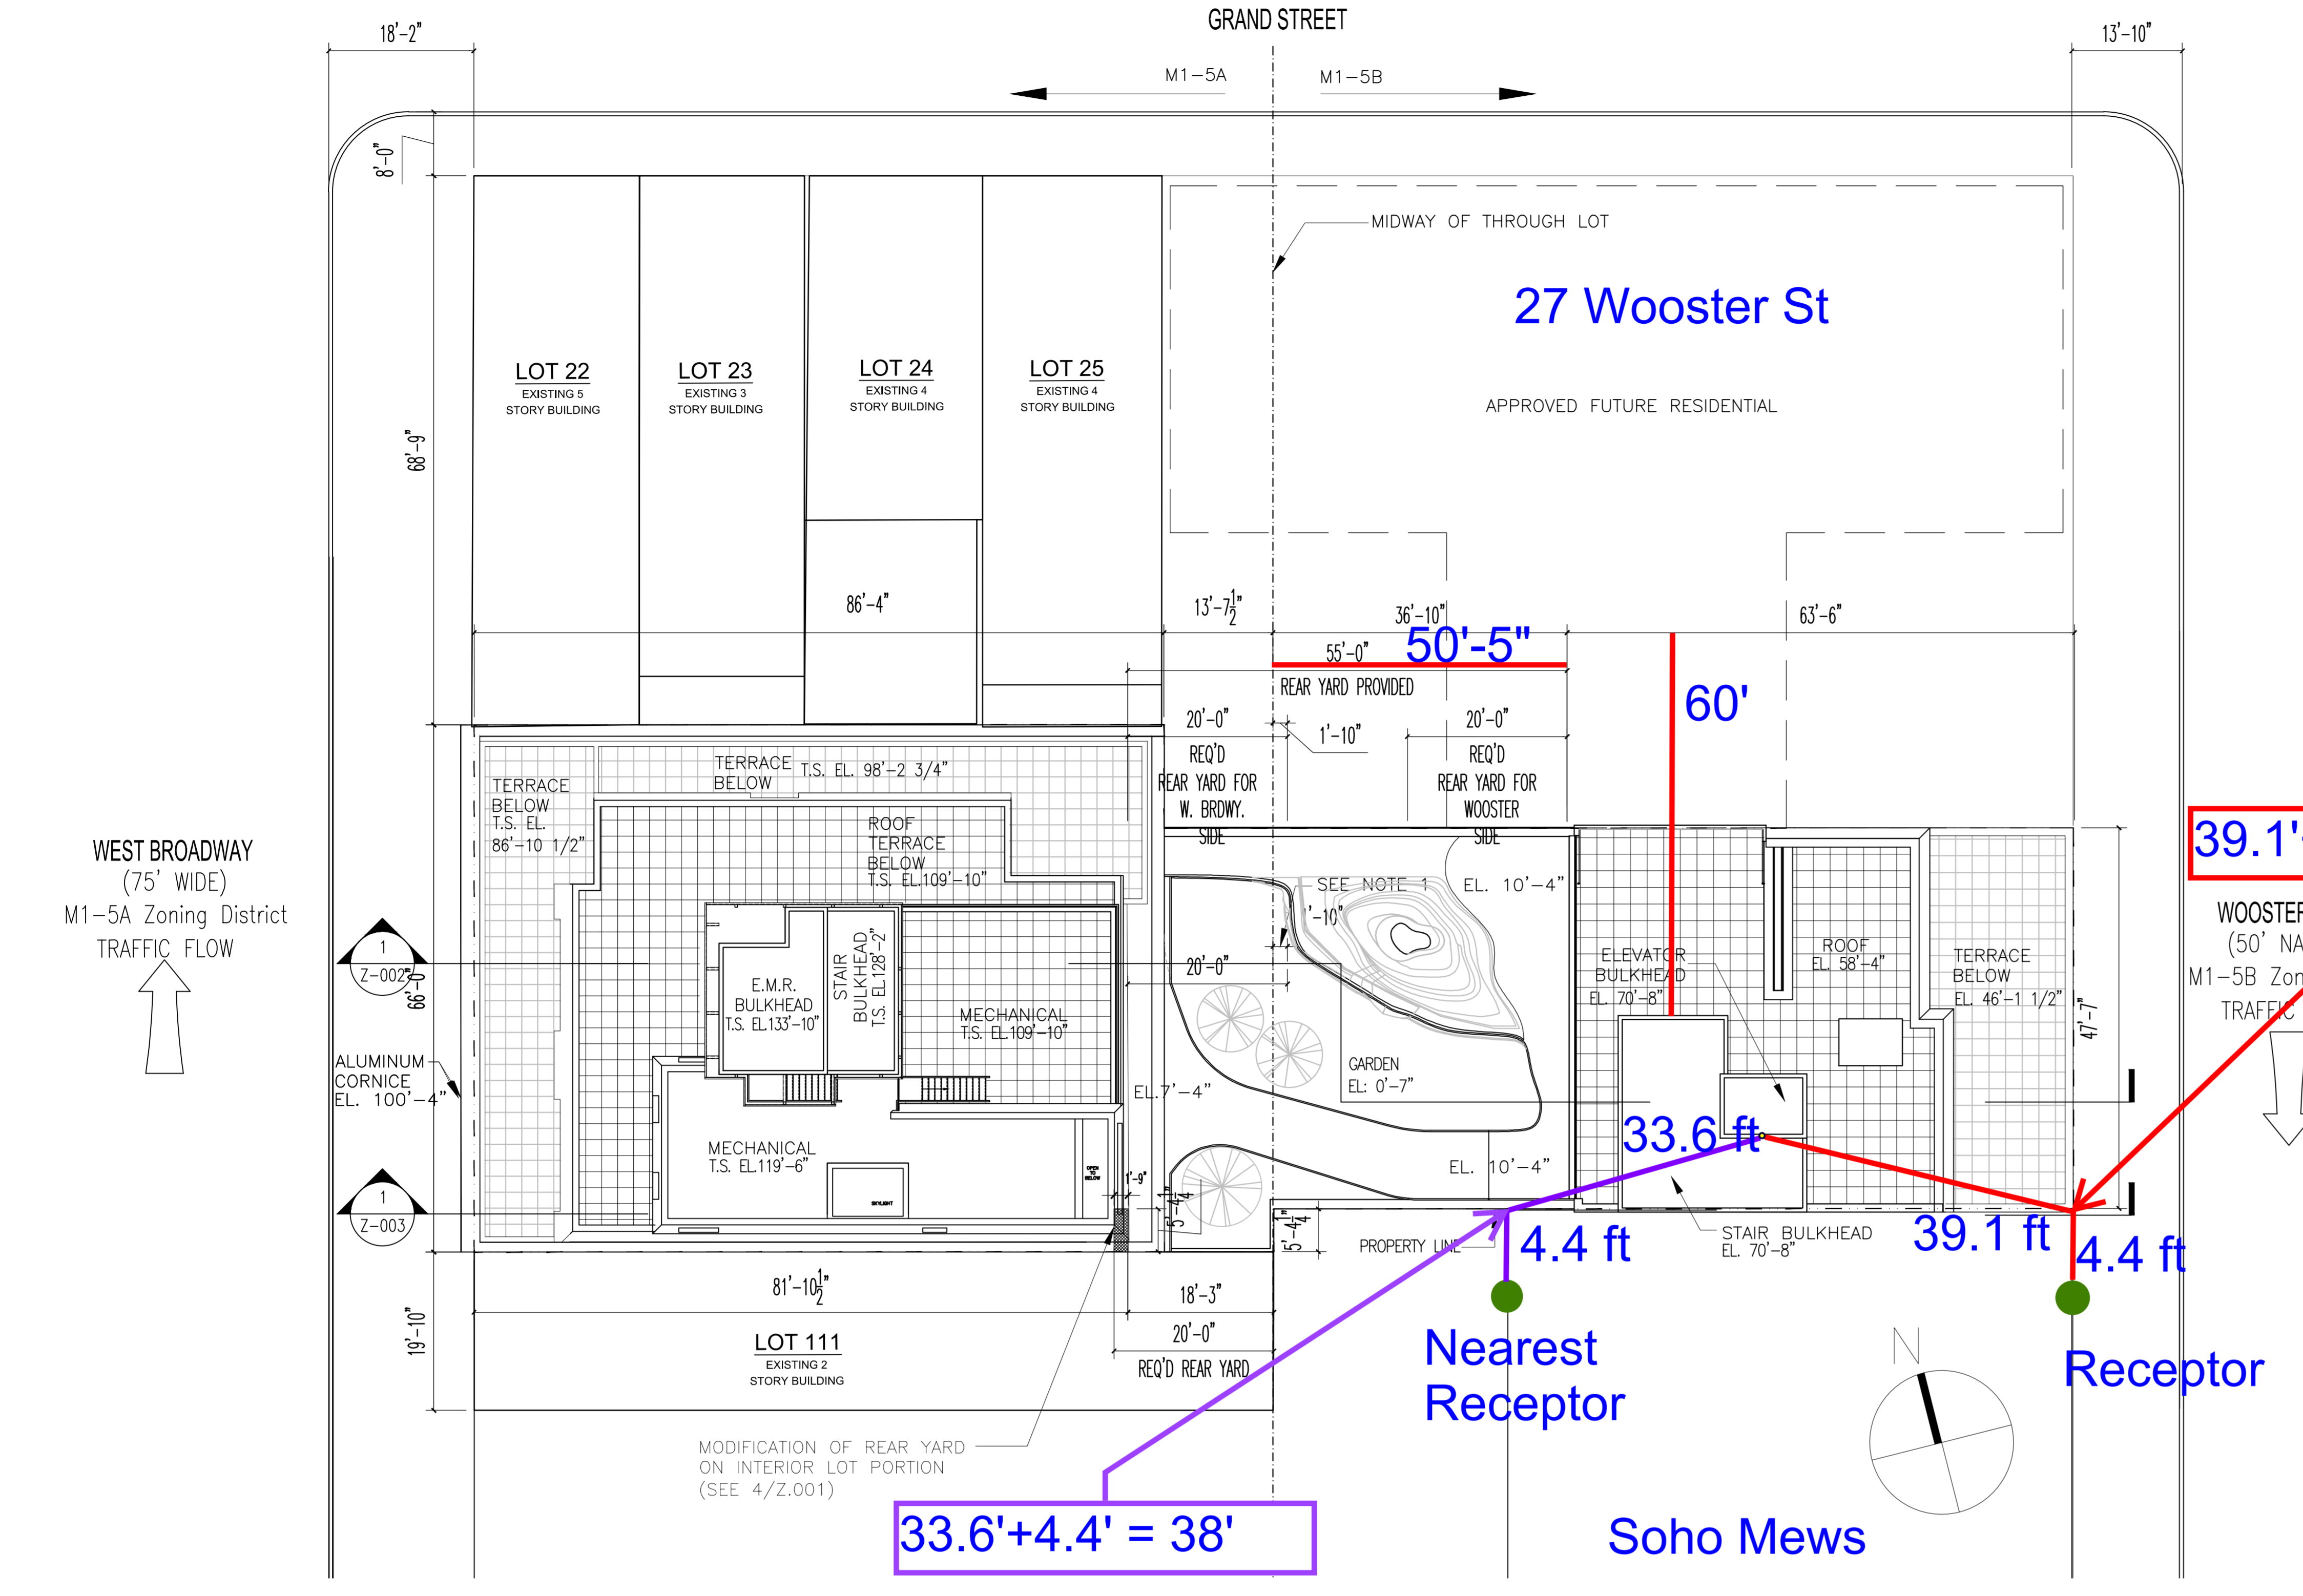 GRAND STREET
18'-2"
13'-10"
M1-5A
M1-5B
8'-0"
MIDWAY OF THROUGH LOT
27 Wooster St
APPROVED FUTURE RESIDENTIAL
LOT 22
EXISTING 5
STORY BUILDING
LOT 23
EXISTING 3
STORY BUILDING
LOT 24
EXISTING 4
STORY BUILDING
LOT 25
EXISTING 4
STORY BUILDING
68'-9"
86'-4"
13'-7½"
36'-10"
63'-6"
50'-5"
55'-0"
REAR YARD PROVIDED
60'
20'-0"
REQ'D
REAR YARD FOR
W. BRDWY.
SIDE
1'-10"
20'-0"
REQ'D
REAR YARD FOR
WOOSTER
SIDE
TERRACE
BELOW
T.S. EL. 98'-2 3/4"
TERRACE
BELOW
T.S. EL.
86'-10 1/2"
ROOF
TERRACE
BELOW
T.S. EL.109'-10"
WEST BROADWAY
(75' WIDE)
M1-5A Zoning District
TRAFFIC FLOW
1
Z-002
66'-0"
E.M.R.
BULKHEAD
T.S. EL.133'-10"
STAIR
BULKHEAD
T.S. EL.128'-2"
MECHANICAL
T.S. EL.109'-10"
SEE NOTE 1
'-10"
EL. 10'-4"
20'-0"
ELEVATOR
BULKHEAD
EL. 70'-8"
ROOF
EL. 58'-4"
TERRACE
BELOW
EL. 46'-1 1/2"
47'-7"
39.1'
WOOSTER
(50' NA
M1-5B Zon
TRAFFIC
ALUMINUM
CORNICE
EL. 100'-4"
GARDEN
EL: 0'-7"
EL.7'-4"
33.6 ft
MECHANICAL
T.S. EL.119'-6"
SKYLIGHT
OPEN
TO
BELOW
1'-9"
EL. 10'-4"
1
Z-003
5'-4¼"
5'-4¼"
PROPERTY LINE
4.4 ft
STAIR BULKHEAD
EL. 70'-8"
39.1 ft
4.4 ft
81'-10½"
18'-3"
19'-10"
LOT 111
EXISTING 2
STORY BUILDING
20'-0"
REQ'D REAR YARD
Nearest
Receptor
N
Receptor
MODIFICATION OF REAR YARD
ON INTERIOR LOT PORTION
(SEE 4/Z.001)
33.6'+4.4' = 38'
Soho Mews